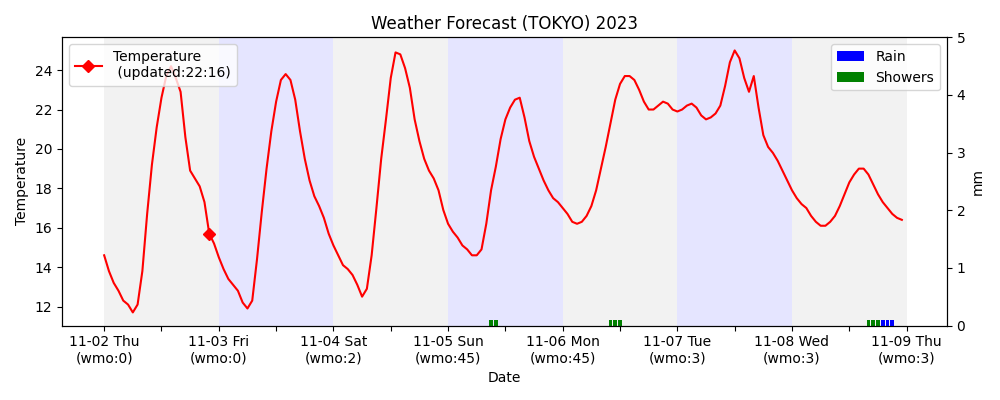 Weather Forecast (TOKYO) 2023
Temperature
(updated:22:16)
Rain
Showers
24
22
20
18
16
14
12
Temperature
5
4
3
2
1
0
mm
11-02 Thu 11-03 Fri 11-04 Sat 11-05 Sun 11-06 Mon 11-07 Tue 11-08 Wed 11-09 Thu
(wmo:0) (wmo:0) (wmo:2) (wmo:45) (wmo:45) (wmo:3) (wmo:3) (wmo:3)
Date